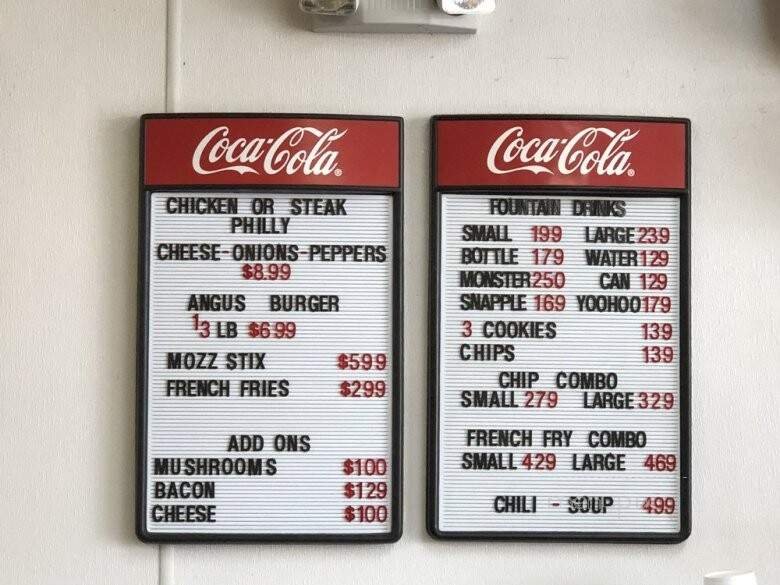 Coca-Cola
CHICKEN OR STEAK
PHILLY
CHEESE-ONIONS-PEPPERS
$8.99
ANGUS BURGER
1/3 LB $6 99
MOZZ STIX $599
FRENCH FRIES $299
ADD ONS
MUSHROOMS $100
BACON $129
CHEESE $100
Coca-Cola
FOUNTAIN DRINKS
SMALL 199 LARGE 239
BOTTLE 179 WATER 129
MONSTER 250 CAN 129
SNAPPLE 169 YOOHOO 179
3 COOKIES 139
CHIPS 139
CHIP COMBO
SMALL 279 LARGE 329
FRENCH FRY COMBO
SMALL 429 LARGE 469
CHILI - SOUP 499